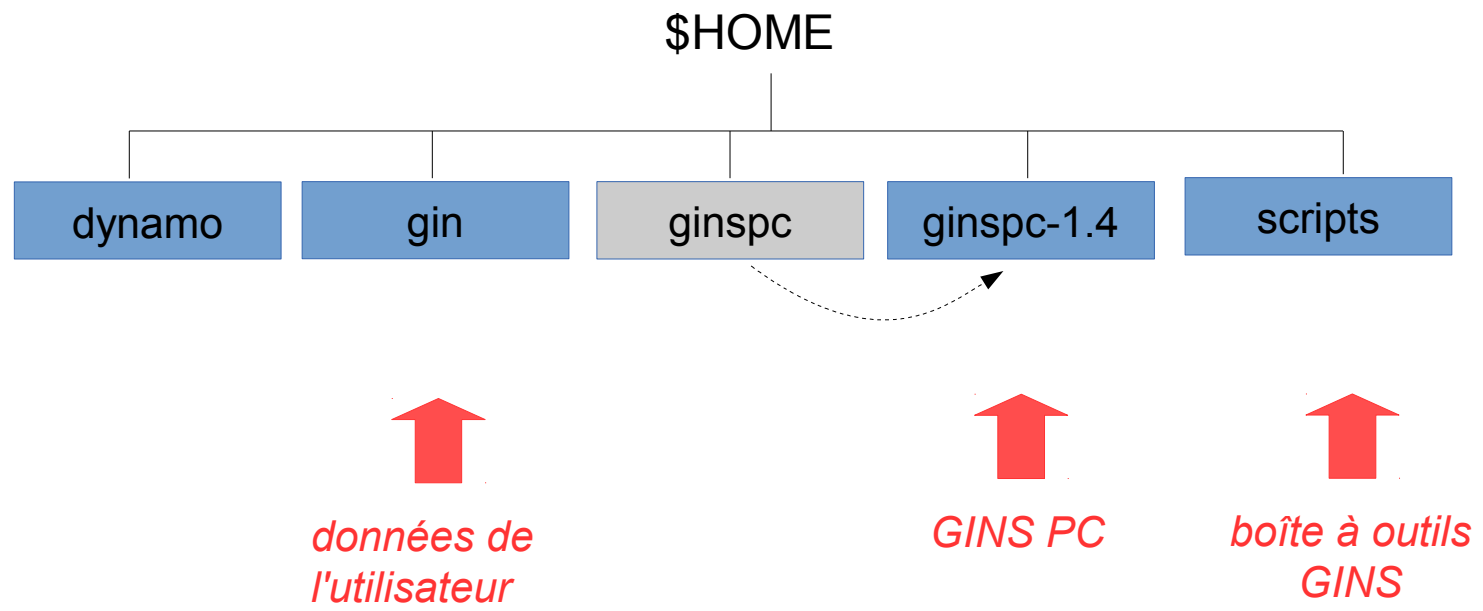 $HOME
dynamo
gin
ginspc
ginspc-1.4
scripts
données de
l'utilisateur
GINS PC
boîte à outils
GINS